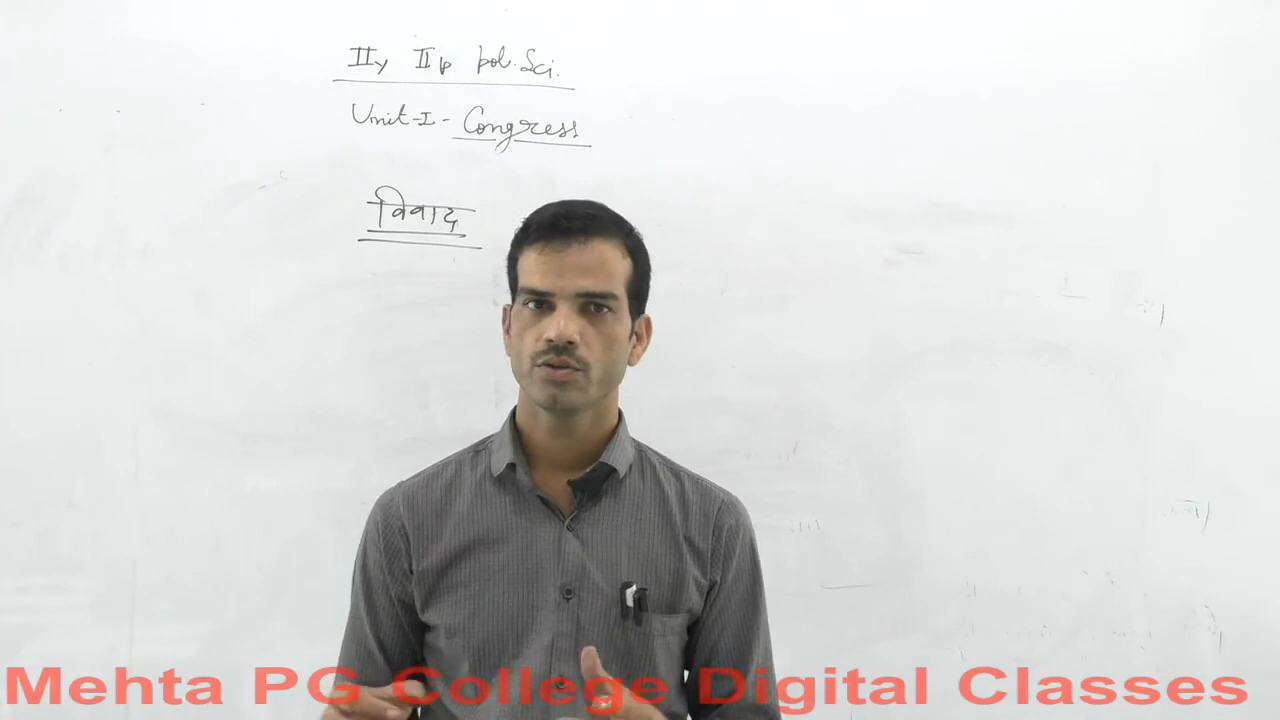 IIy IIp pol. Sci.
Unit-I - Congress
विवाद
Mehta PG College Digital Classes